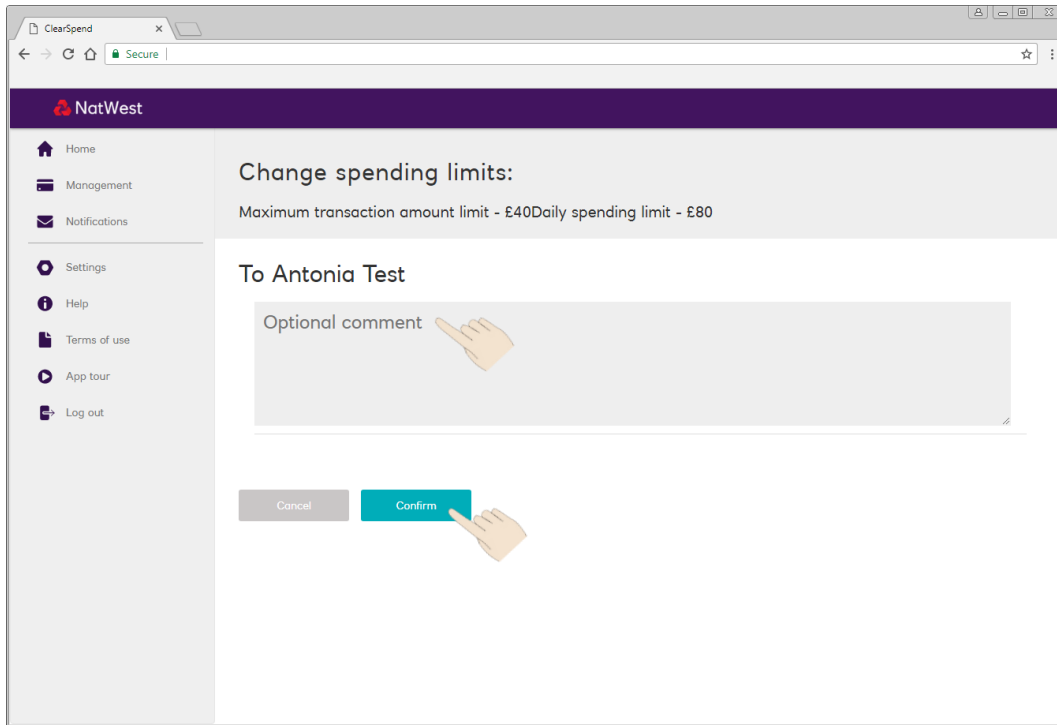 ClearSpend
Secure
NatWest
Home
Management
Notifications
Settings
Help
Terms of use
App tour
Log out
Change spending limits:
Maximum transaction amount limit - £40Daily spending limit - £80
To Antonia Test
Optional comment
Cancel
Confirm